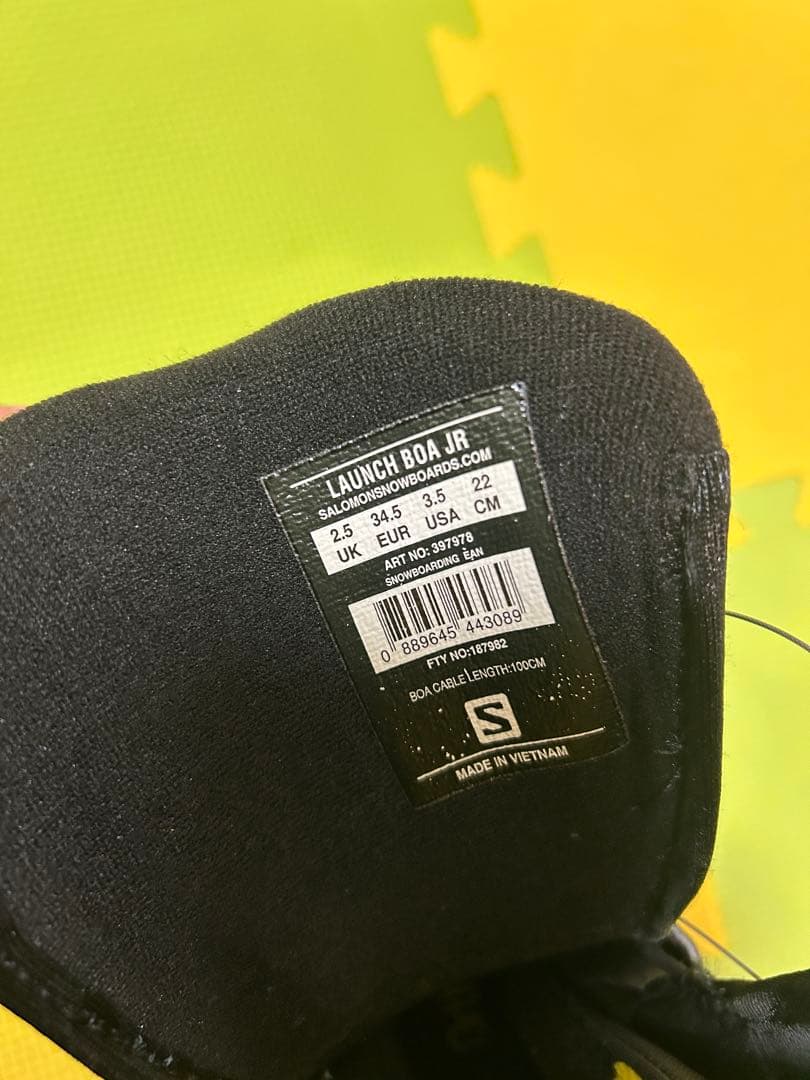 LAUNCH BOA JR
SALOMONSNOWBOARDS.COM
2.5 34.5 3.5 22
UK EUR USA CM
ART NO: 397978
SNOWBOARDING EAN
0 889645 443089
FTY NO:187982
BOA CABLE LENGTH:100CM
S
MADE IN VIETNAM